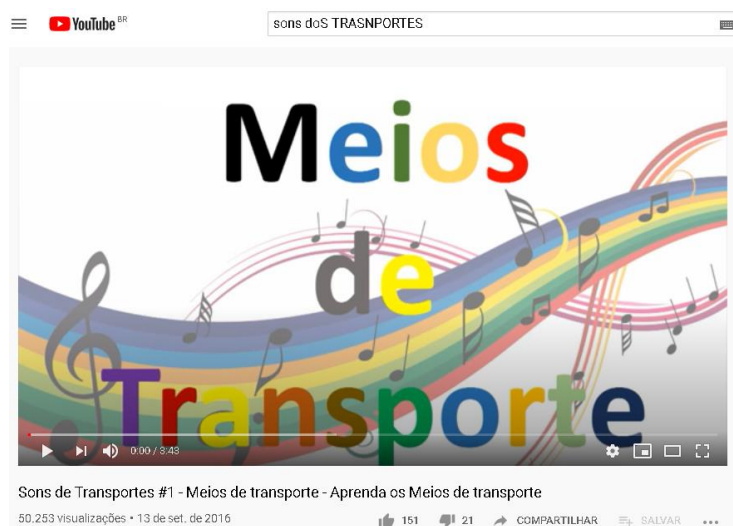 YouTube BR
sons doS TRASNPORTES
Meios
de
Transporte
0:00 / 3:43
Sons de Transportes #1 - Meios de transporte - Aprenda os Meios de transporte
50.253 visualizações • 13 de set. de 2016
151 21 COMPARTILHAR SALVAR